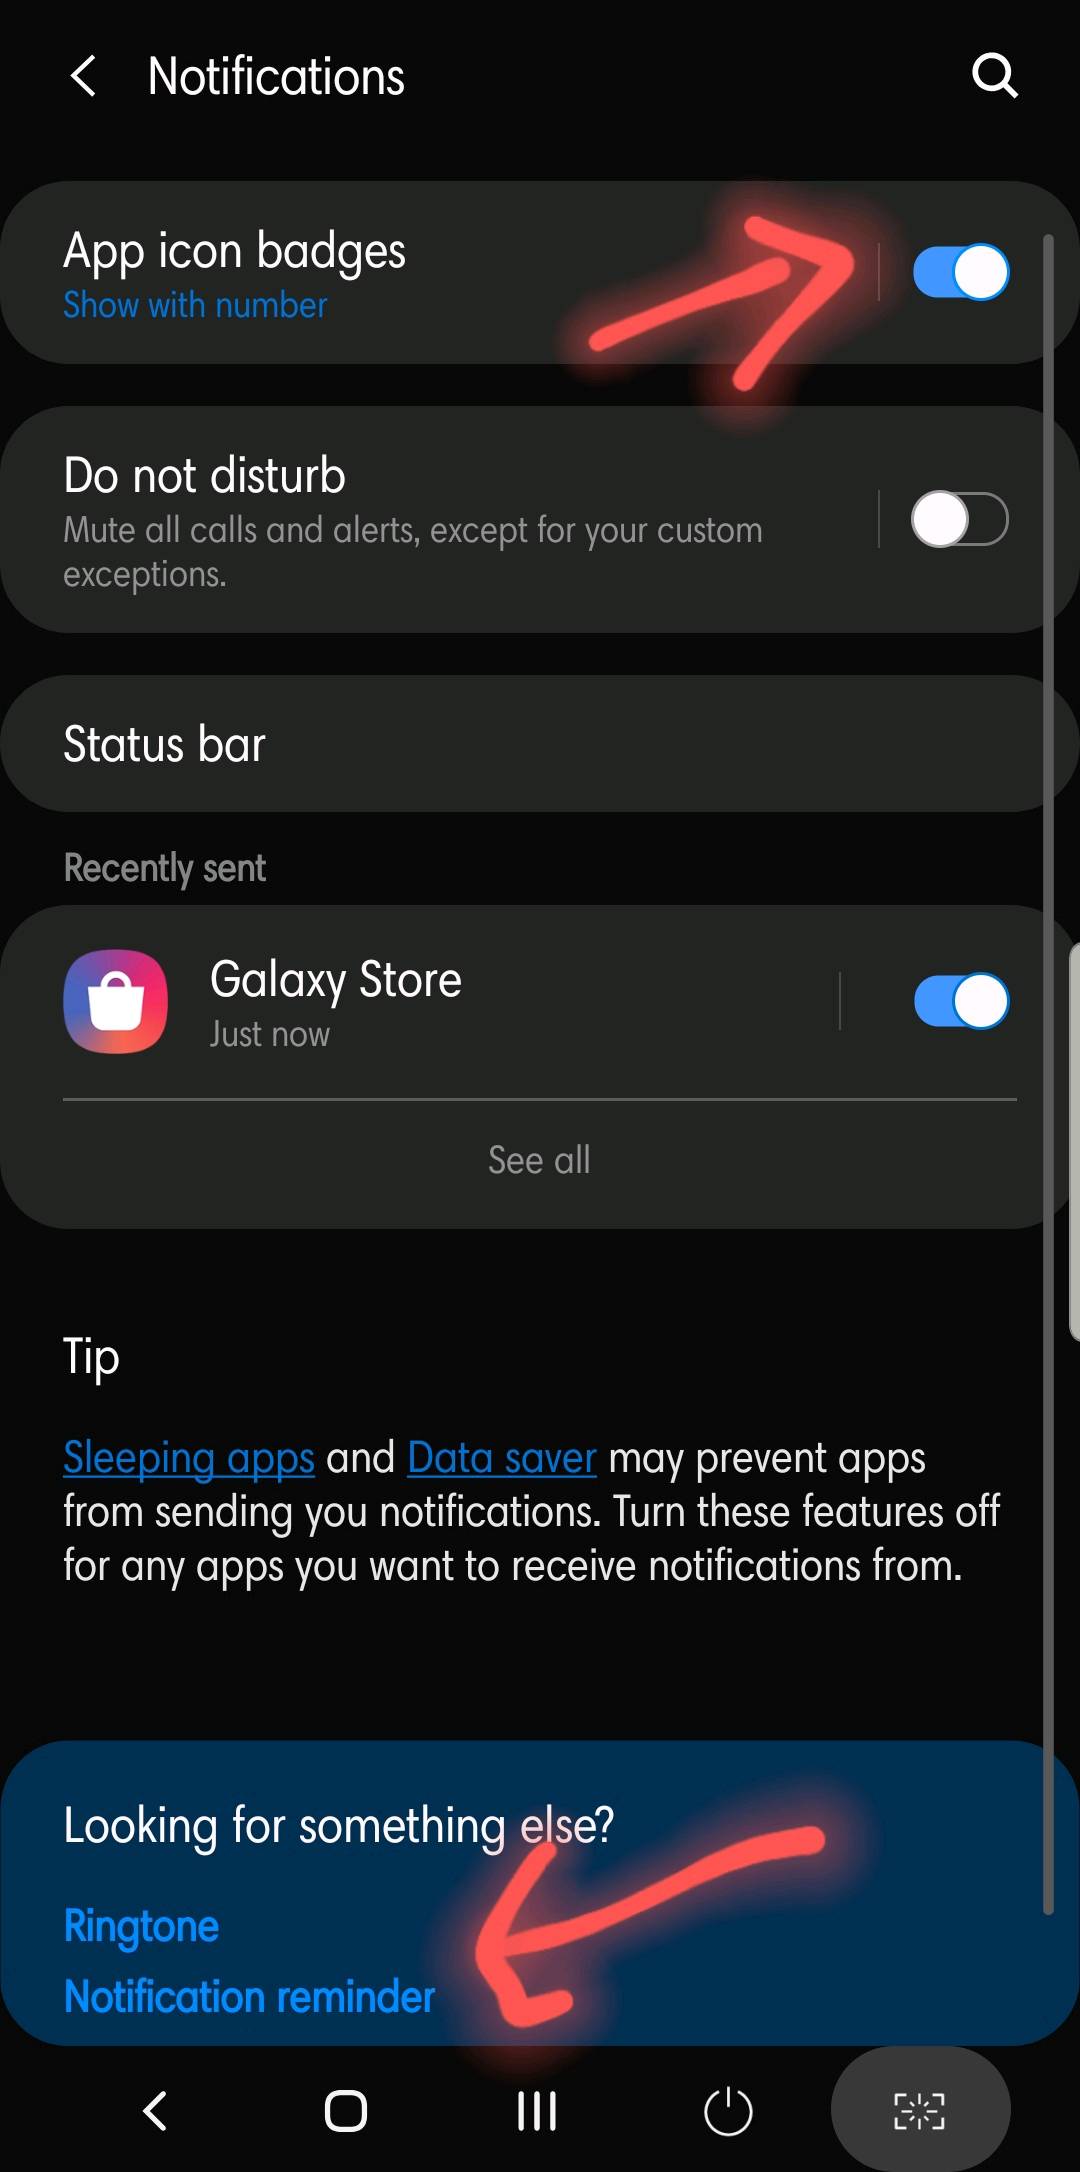 Notifications
App icon badges
Show with number
Do not disturb
Mute all calls and alerts, except for your custom
exceptions.
Status bar
Recently sent
Galaxy Store
Just now
See all
Tip
Sleeping apps and Data saver may prevent apps
from sending you notifications. Turn these features off
for any apps you want to receive notifications from.
Looking for something else?
Ringtone
Notification reminder